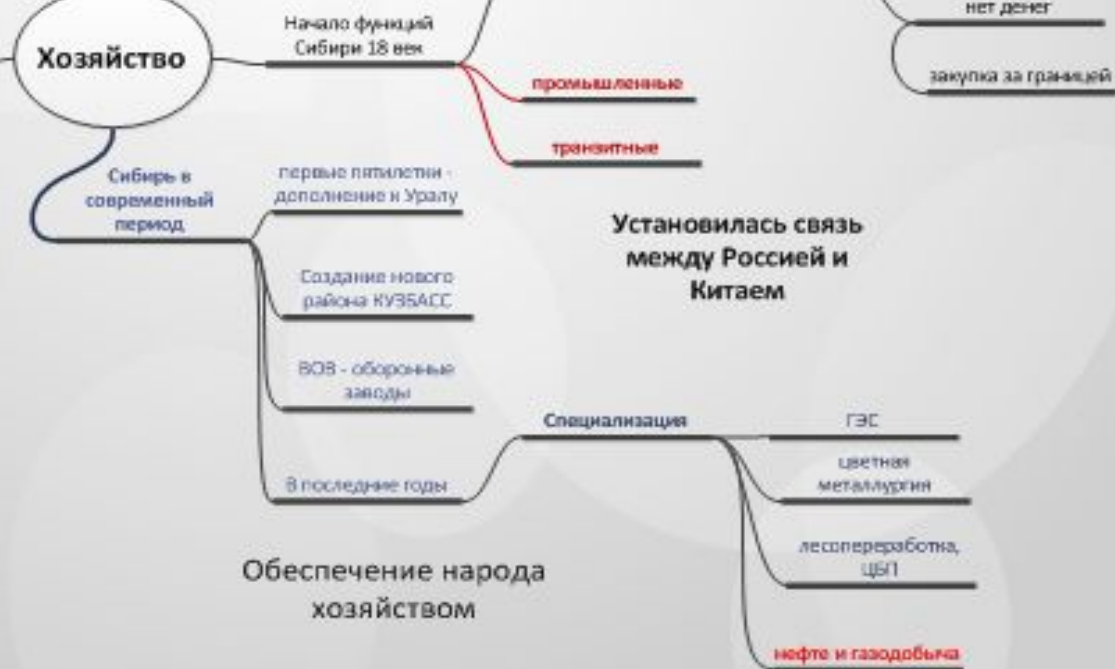 нет денег
Начало функций
Сибири 18 век
Хозяйство
закупка за границей
промышленные
транзитные
Сибирь в
современный
период
первые пятилетки -
дополнение к Уралу
Установилась связь
между Россией и
Китаем
Создание нового
района КУЗБАСС
ВОВ - оборонные
заводы
Специализация
ГЭС
цветная
металлургия
В последние годы
лесопереработка,
ЦБП
Обеспечение народа
хозяйством
нефте и газодобыча